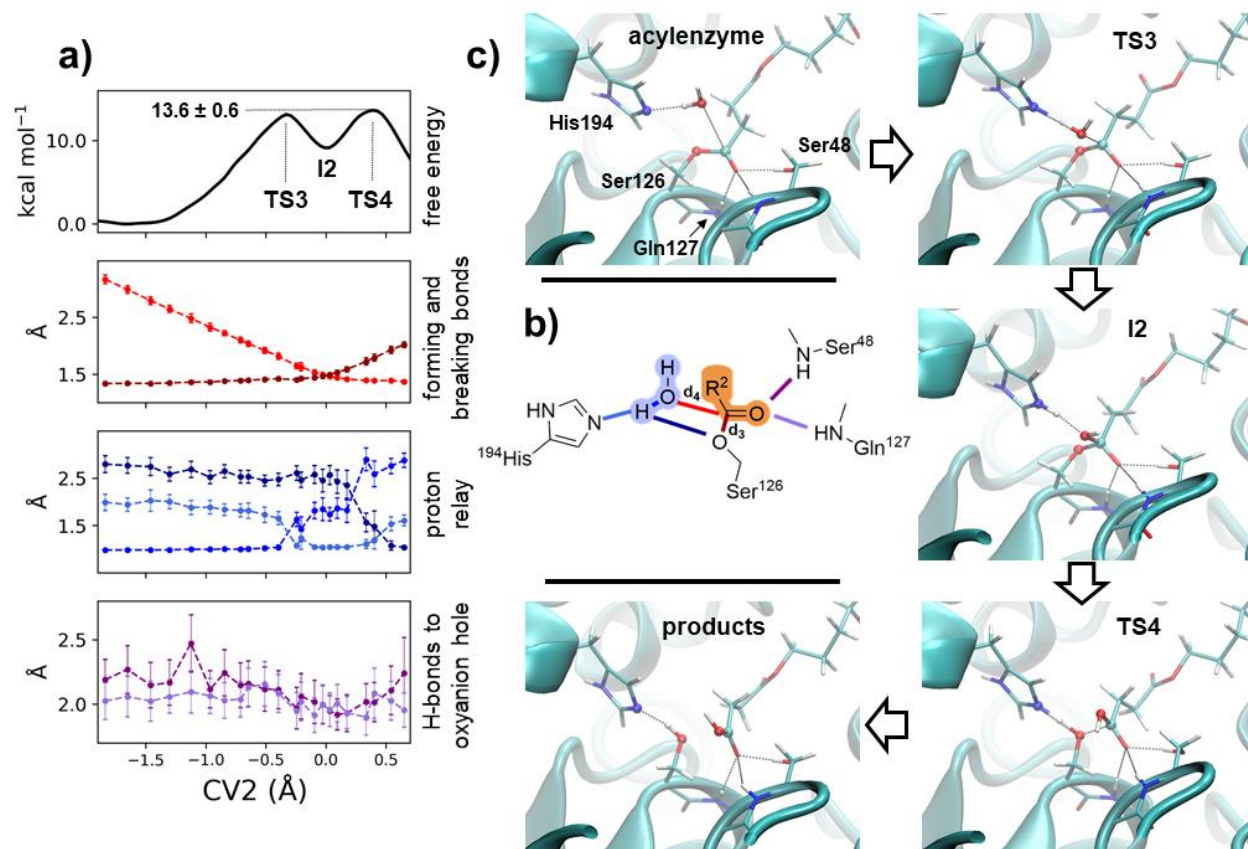 a)
kcal mol⁻¹
10.0
0.0
13.6 ± 0.6
TS3
I2
TS4
free energy
Å
2.5
1.5
forming and
breaking bonds
Å
2.5
1.5
proton
relay
Å
2.5
2.0
H-bonds to
oxyanion hole
−1.5 −1.0 −0.5 0.0 0.5
CV2 (Å)
c)
acylenzyme
His194
Ser48
Ser126
Gln127
TS3
b)
H
O
H
d₄
R²
O
d₃
O
HN
N
¹⁹⁴His
Ser¹²⁶
N
H
Ser⁴⁸
HN
Gln¹²⁷
I2
products
TS4